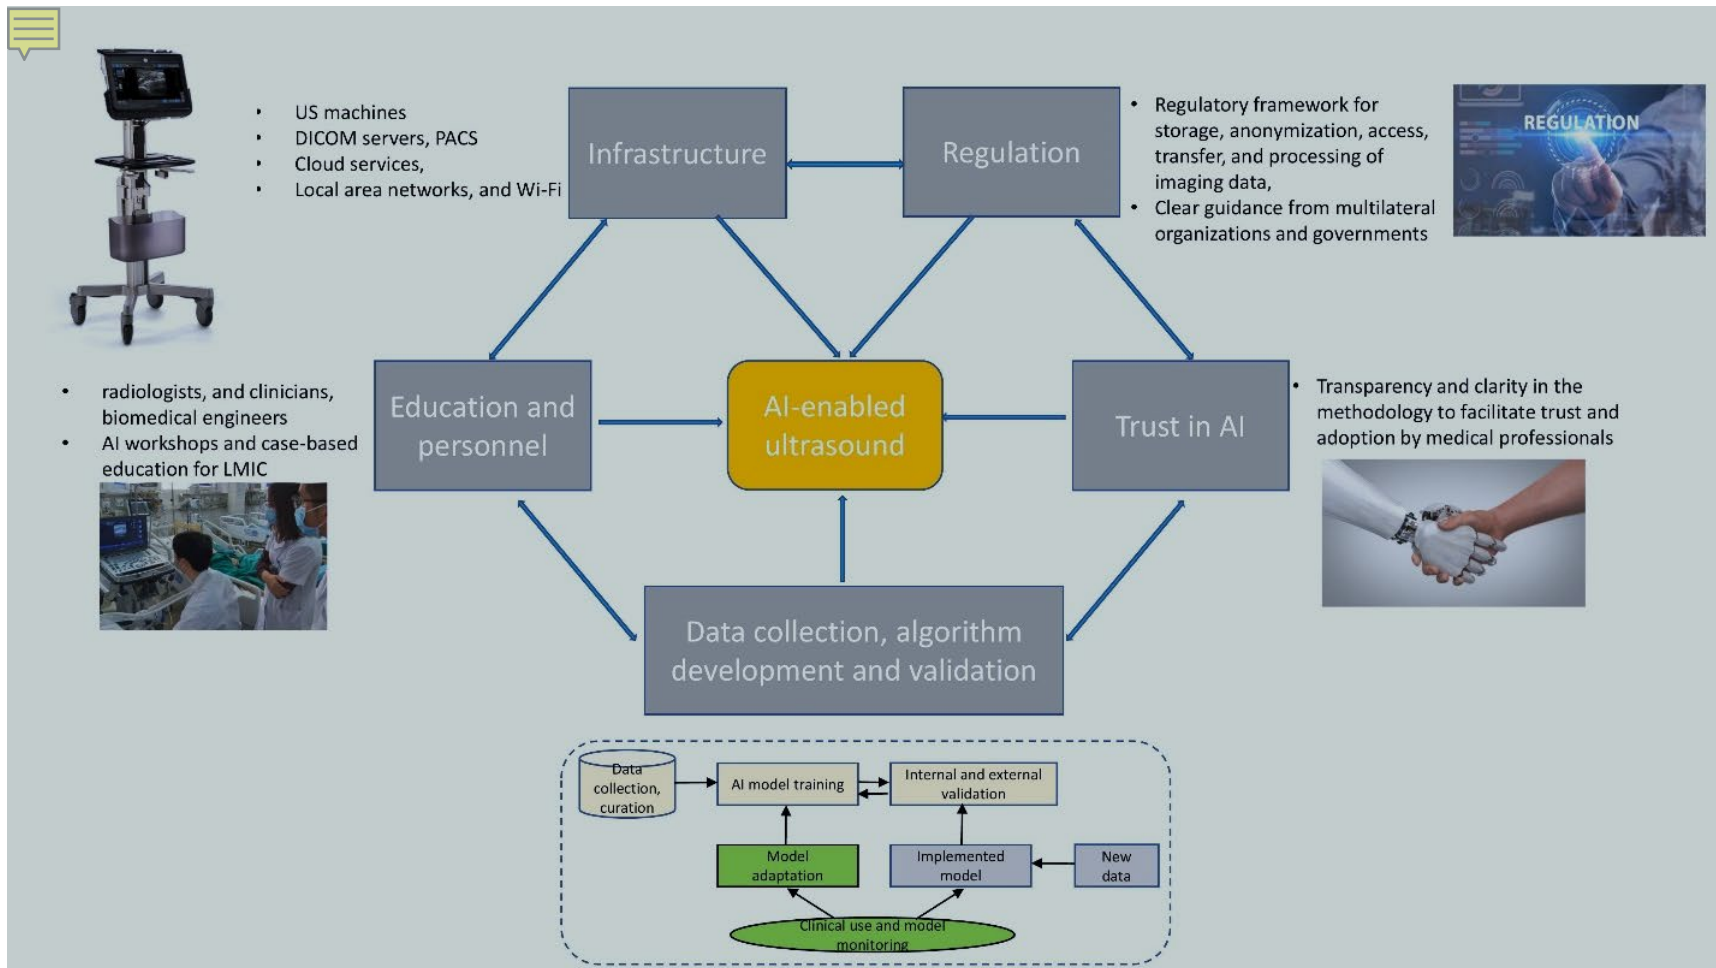 • US machines
• DICOM servers, PACS
• Cloud services,
• Local area networks, and Wi-Fi
Infrastructure
Regulation
• Regulatory framework for
storage, anonymization, access,
transfer, and processing of
imaging data,
• Clear guidance from multilateral
organizations and governments
REGULATION
• radiologists, and clinicians,
biomedical engineers
• AI workshops and case-based
education for LMIC
Education and
personnel
AI-enabled
ultrasound
Trust in AI
• Transparency and clarity in the
methodology to facilitate trust and
adoption by medical professionals
Data collection, algorithm
development and validation
Data
collection,
curation
AI model training
Internal and external
validation
Model
adaptation
Implemented
model
New
data
Clinical use and model
monitoring